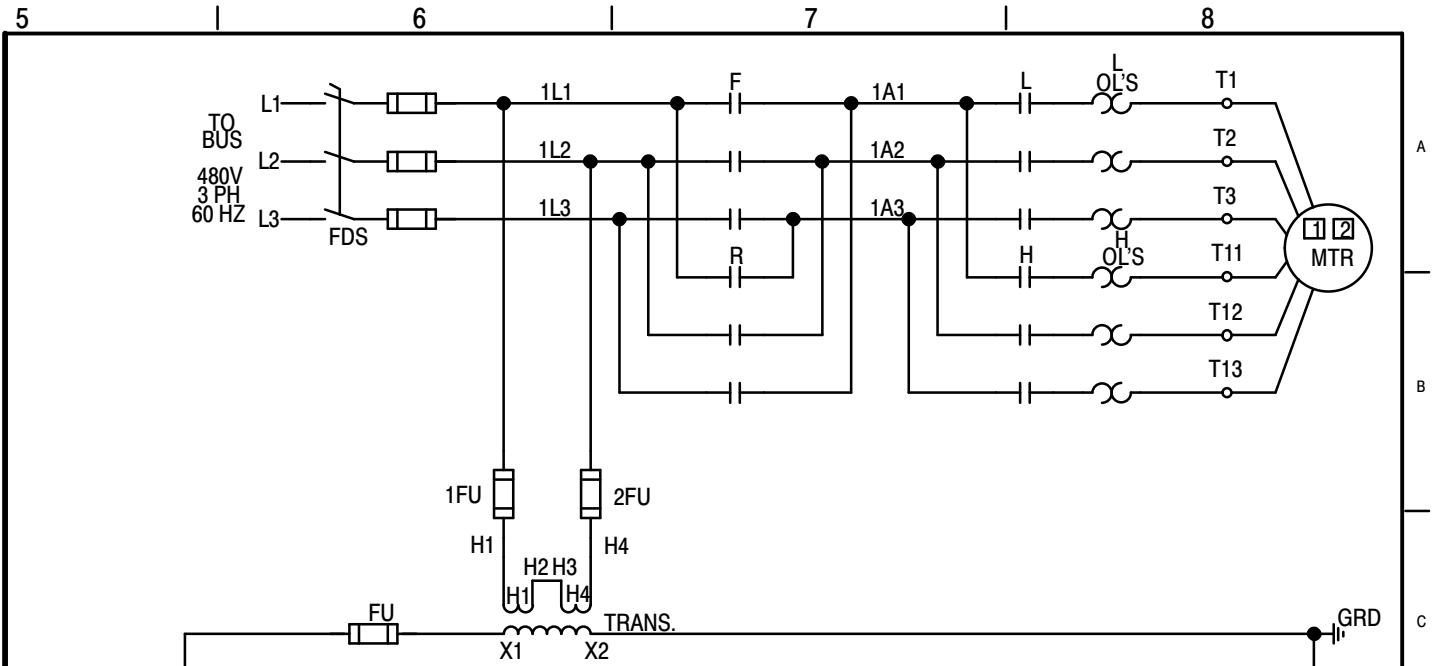 5 6 7 8
L1
TO
BUS
L2
480V
3 PH
60 HZ
L3
FDS
1L1
1L2
1L3
F
R
1A1
1A2
1A3
L
H
L
OL'S
H
OL'S
T1
T2
T3
T11
T12
T13
1 2
MTR
A
B
C
1FU 2FU
H1 H4
H2 H3
H1 H4
FU
TRANS.
X1 X2
GRD